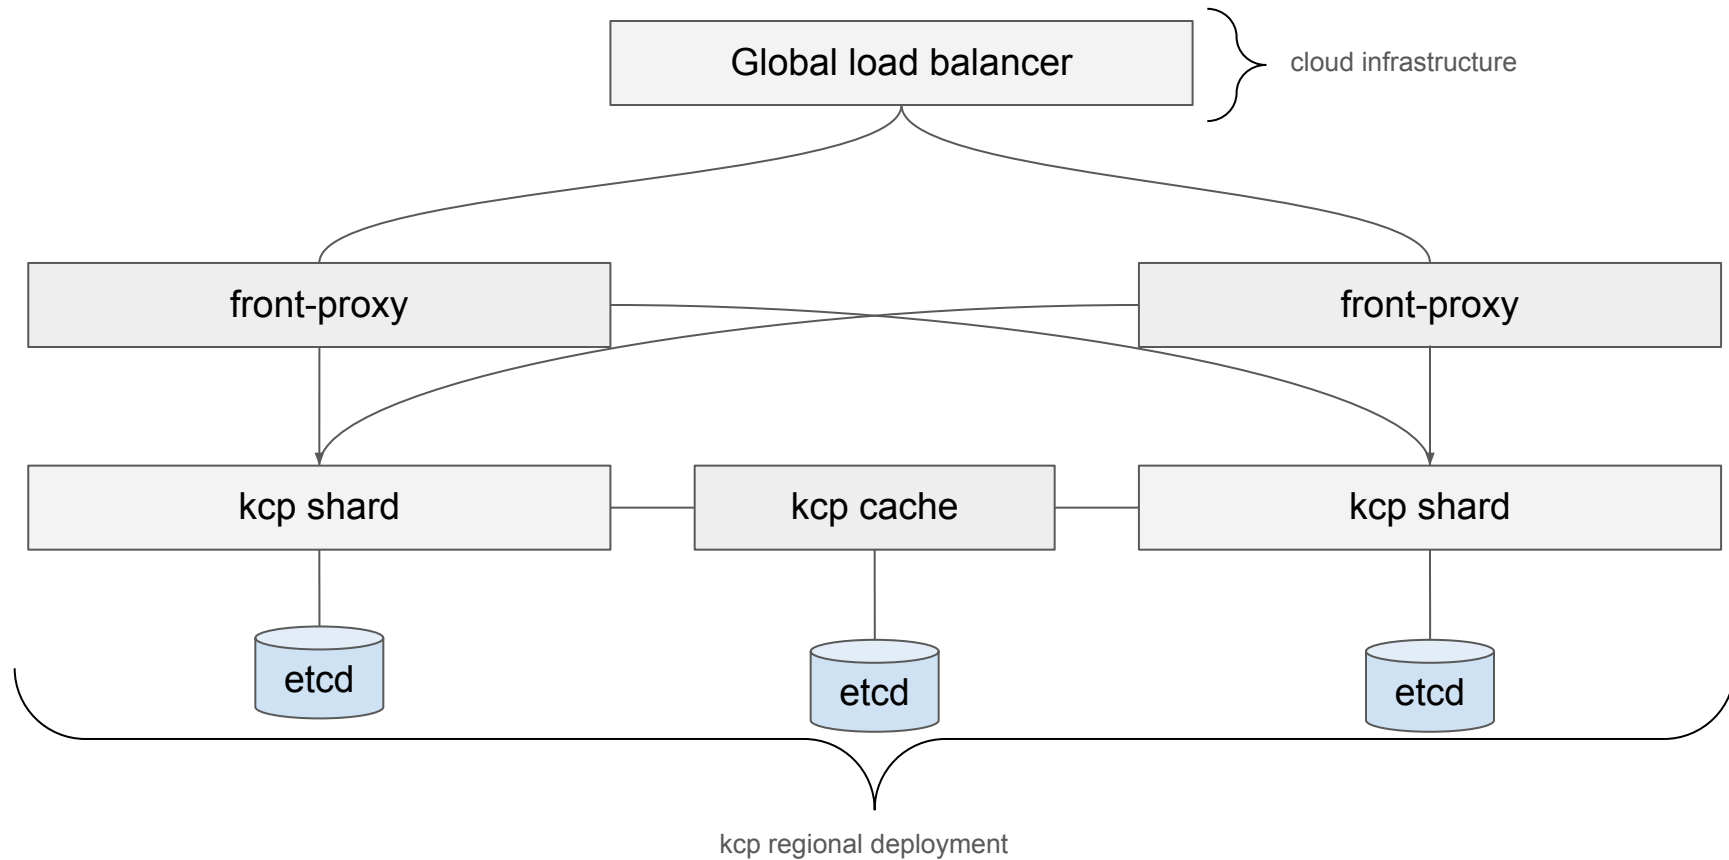 Global load balancer
cloud infrastructure
front-proxy
front-proxy
kcp shard
kcp cache
kcp shard
etcd
etcd
etcd
kcp regional deployment